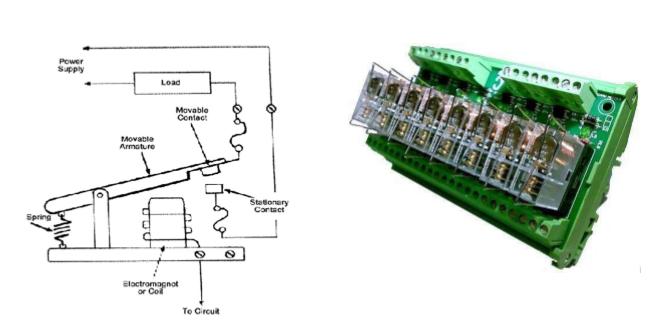 Power
Supply
Load
Movable
Contact
Movable
Armature
Stationary
Contact
Spring
Electromagnet
or Coil
To Circuit